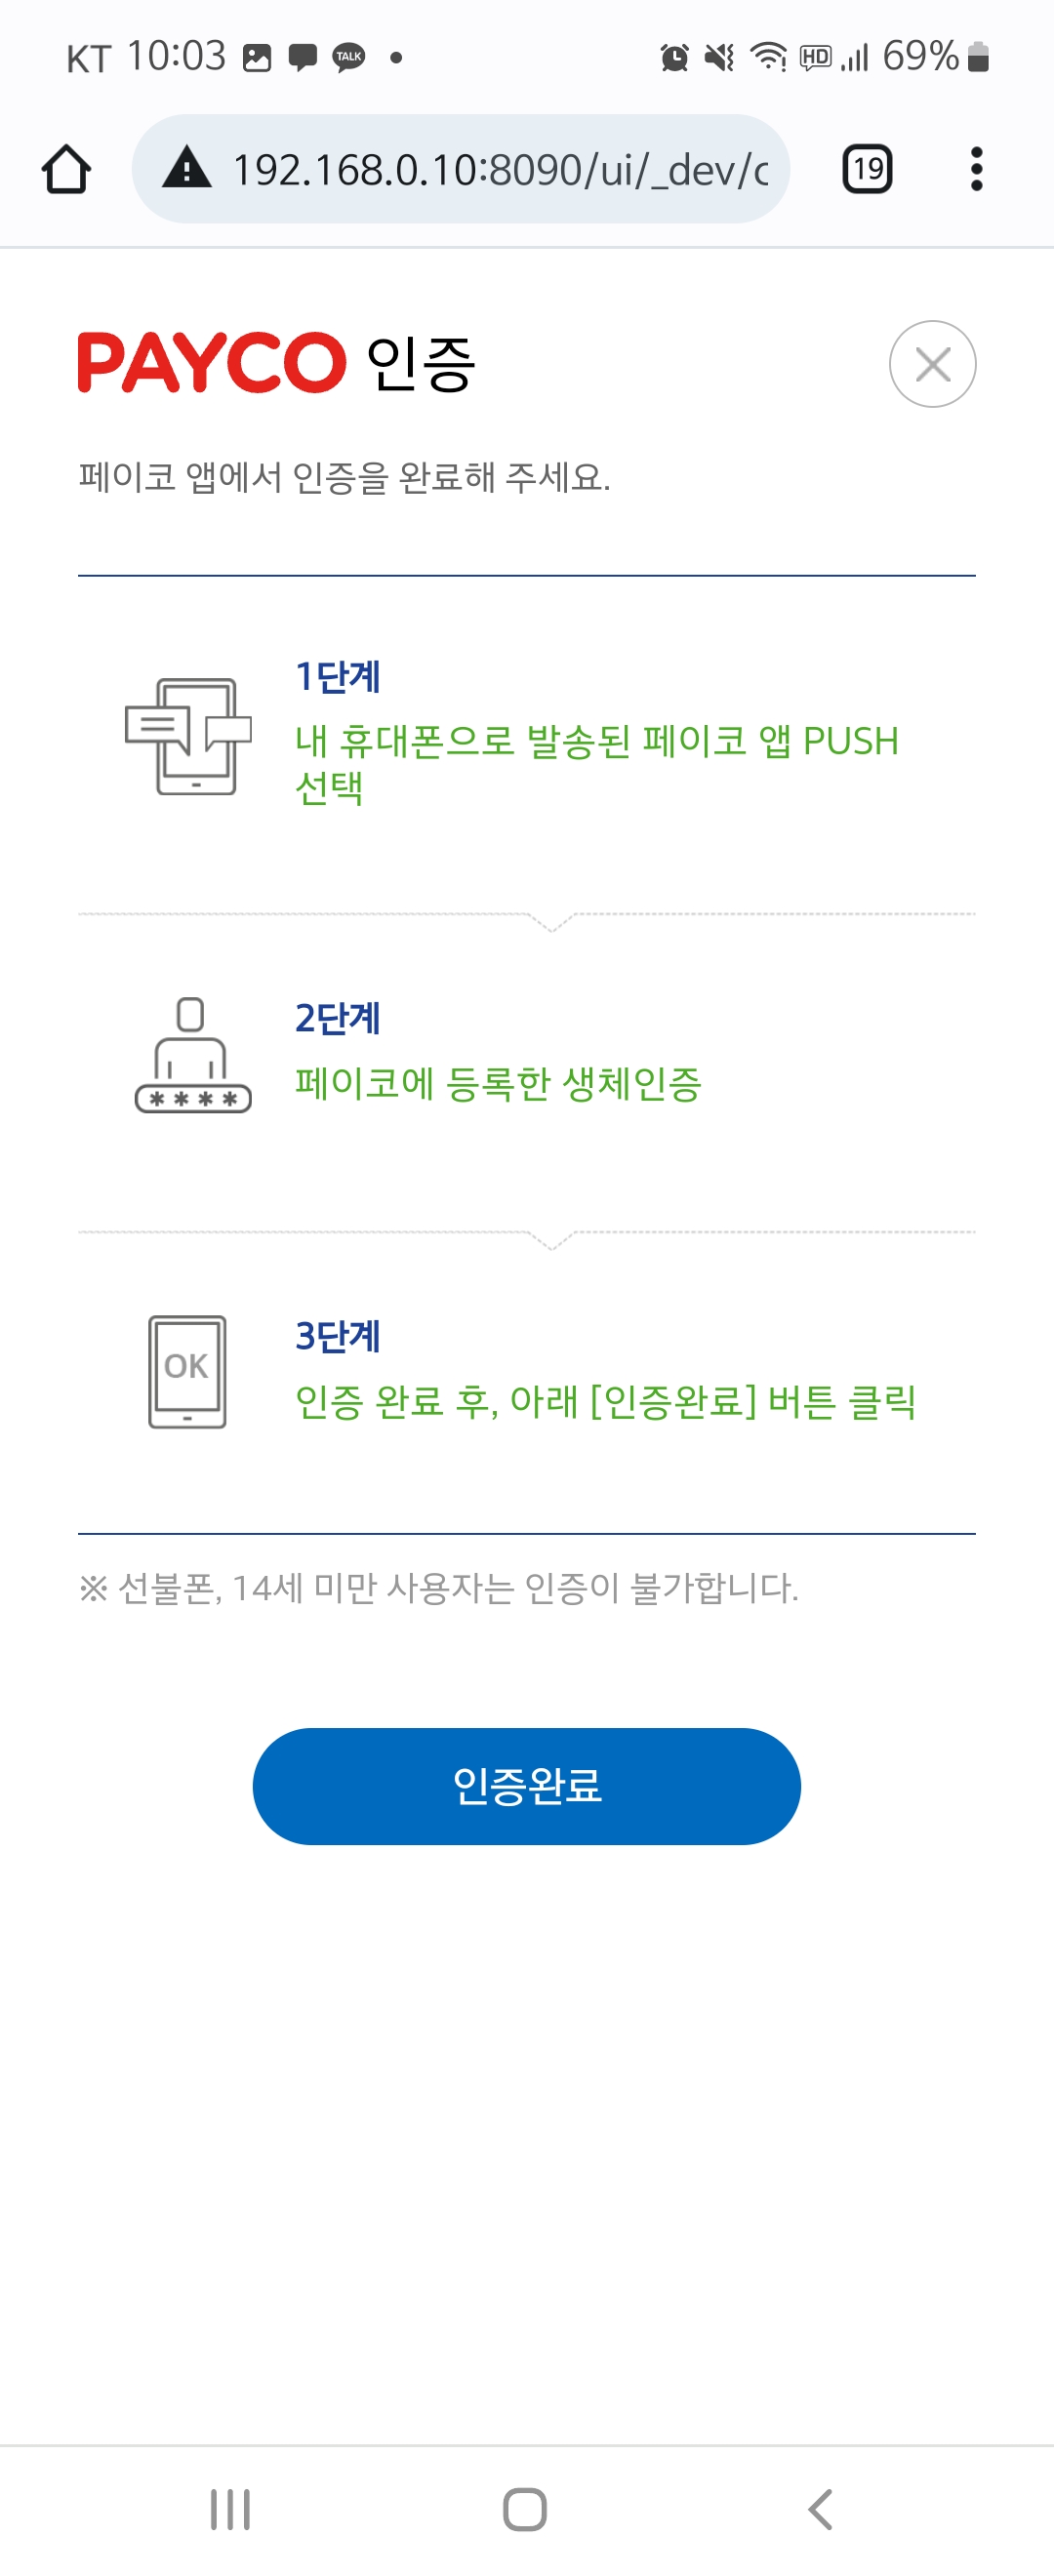 KT 10:03 TALK HD 69%
192.168.0.10:8090/ui/_dev/c 19
PAYCO 인증
페이코 앱에서 인증을 완료해 주세요.
1단계
내 휴대폰으로 발송된 페이코 앱 PUSH
선택
2단계
페이코에 등록한 생체인증
****
3단계
OK
인증 완료 후, 아래 [인증완료] 버튼 클릭
※ 선불폰, 14세 미만 사용자는 인증이 불가합니다.
인증완료